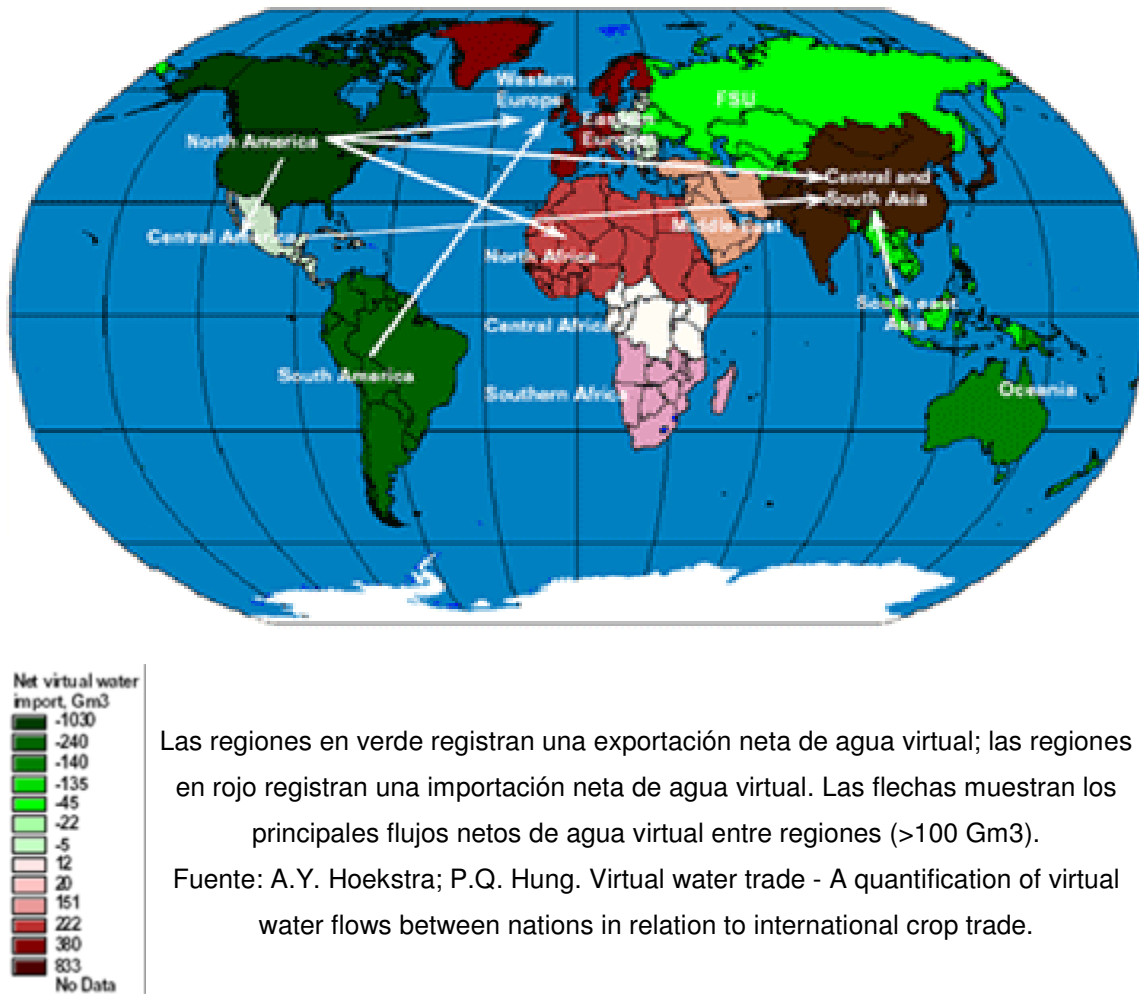 Western
Europe
FSU
Eastern
Europe
North America
Central and
South Asia
Central America
Middle East
North Africa
South east
Asia
Central Africa
South America
Southern Africa
Oceania
Net virtual water
import, Gm3
-1030
-240
-140
-135
-45
-22
-5
12
20
151
222
380
833
No Data
Las regiones en verde registran una exportación neta de agua virtual; las regiones
en rojo registran una importación neta de agua virtual. Las flechas muestran los
principales flujos netos de agua virtual entre regiones (>100 Gm3).
Fuente: A.Y. Hoekstra; P.Q. Hung. Virtual water trade - A quantification of virtual
water flows between nations in relation to international crop trade.